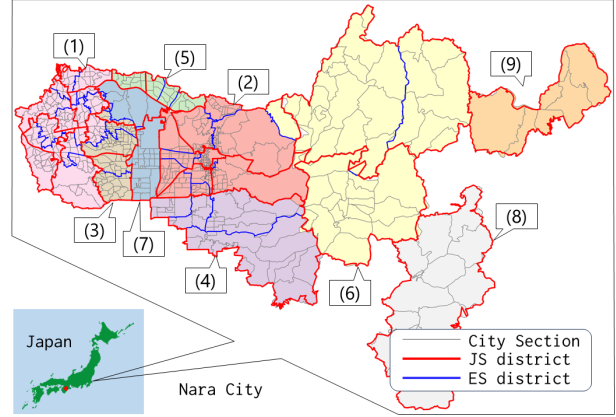 (1)
(5)
(2)
(9)
(3)
(7)
(4)
(6)
(8)
Japan
Nara City
City Section
JS district
ES district